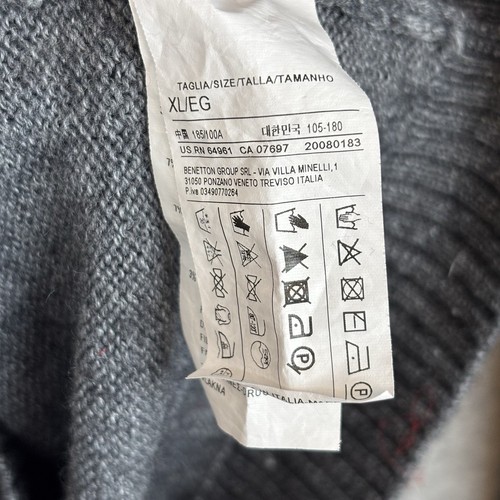 TAGLIA/SIZE/TALLA/TAMANHO
XL/EG
中國 185/100A 대한민국 105-180
US RN 64961 CA 07697 20080183
BENETTON GROUP SRL - VIA VILLA MINELLI,1
31050 PONZANO VENETO TREVISO ITALIA
P.iva 03490770264